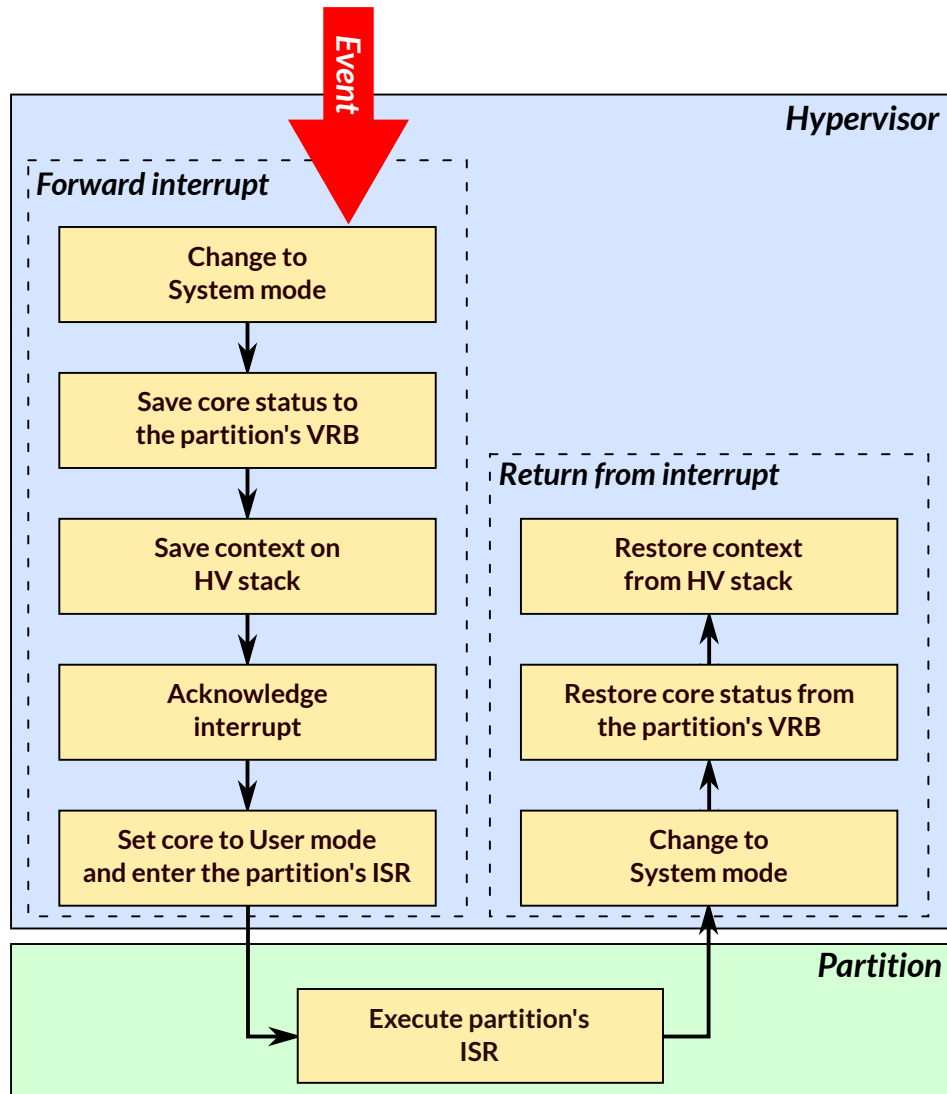 Event
Hypervisor
Forward interrupt
Change to
System mode
Save core status to
the partition's VRB
Save context on
HV stack
Acknowledge
interrupt
Set core to User mode
and enter the partition's ISR
Return from interrupt
Restore context
from HV stack
Restore core status from
the partition's VRB
Change to
System mode
Partition
Execute partition's
ISR